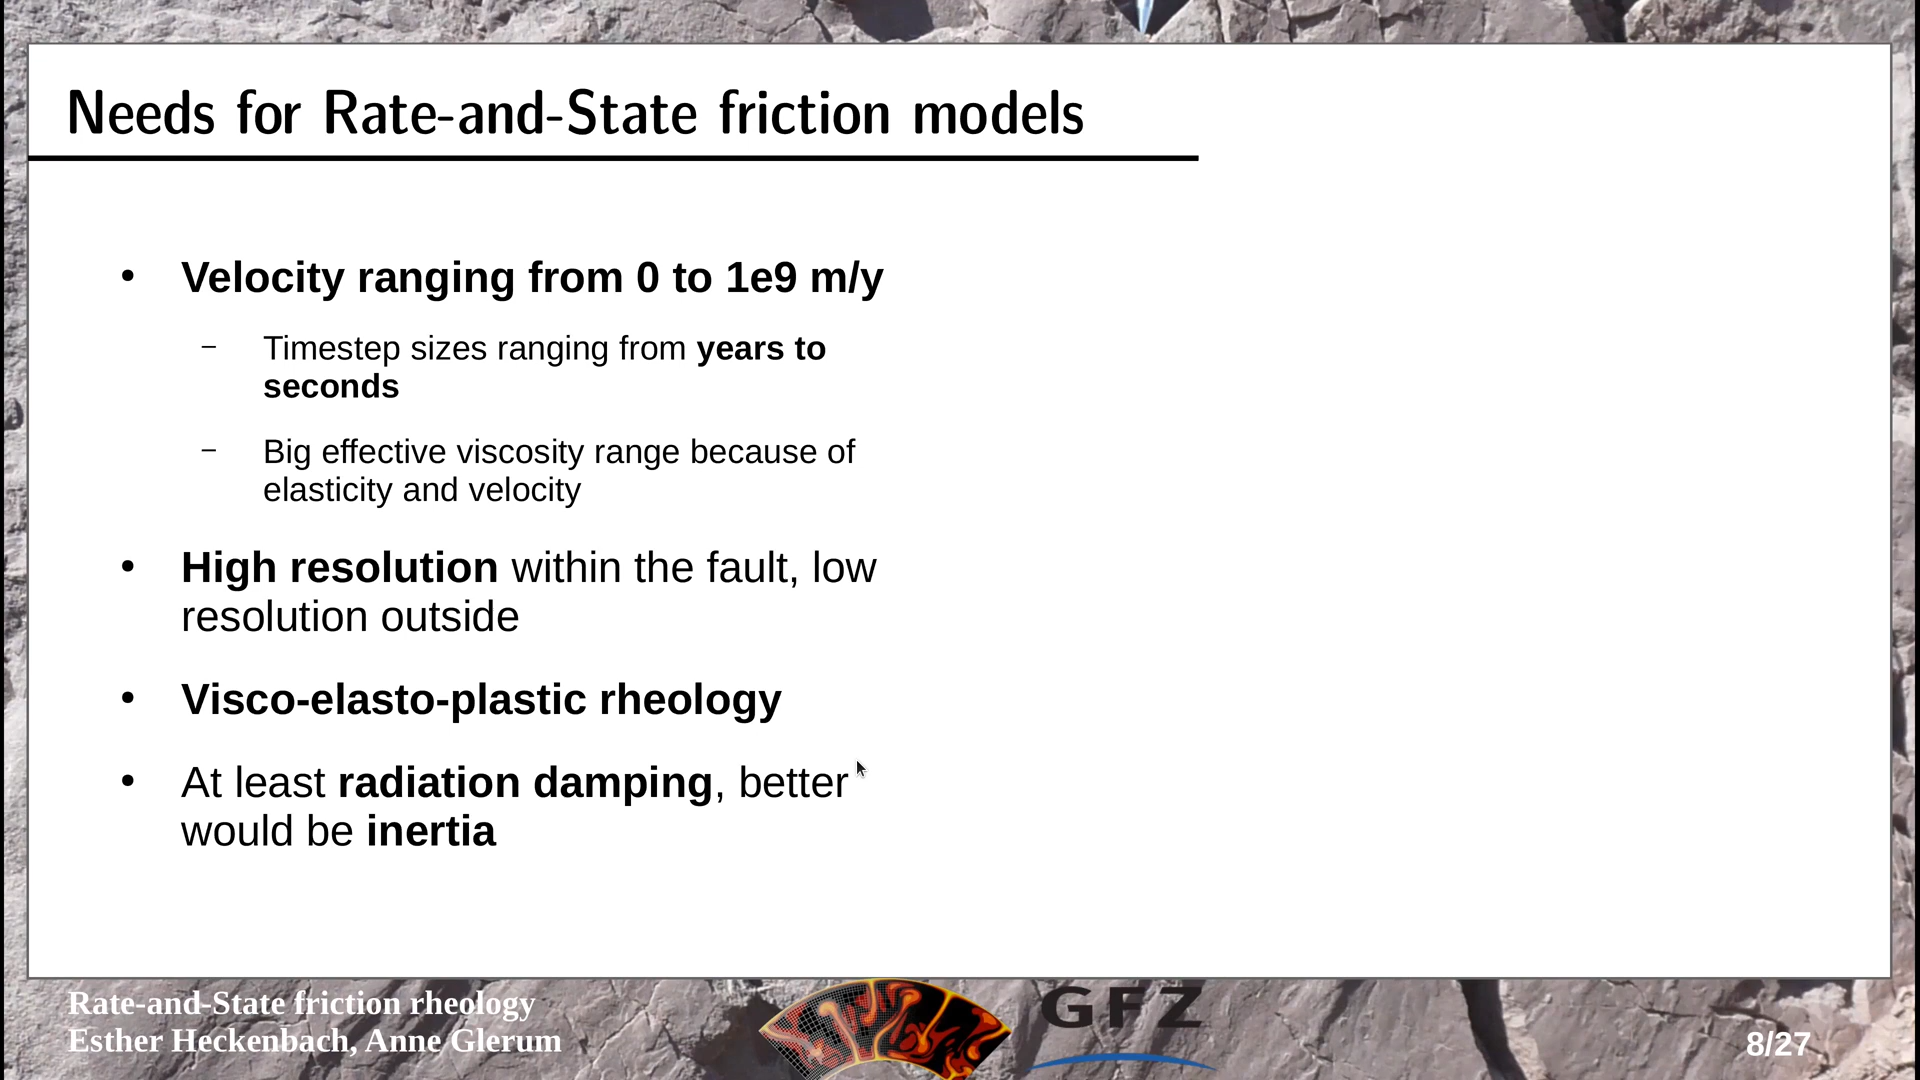 Needs for Rate-and-State friction models
• Velocity ranging from 0 to 1e9 m/y
– Timestep sizes ranging from years to
seconds
– Big effective viscosity range because of
elasticity and velocity
• High resolution within the fault, low
resolution outside
• Visco-elasto-plastic rheology
• At least radiation damping, better
would be inertia
Rate-and-State friction rheology
Esther Heckenbach, Anne Glerum
GFZ
8/27